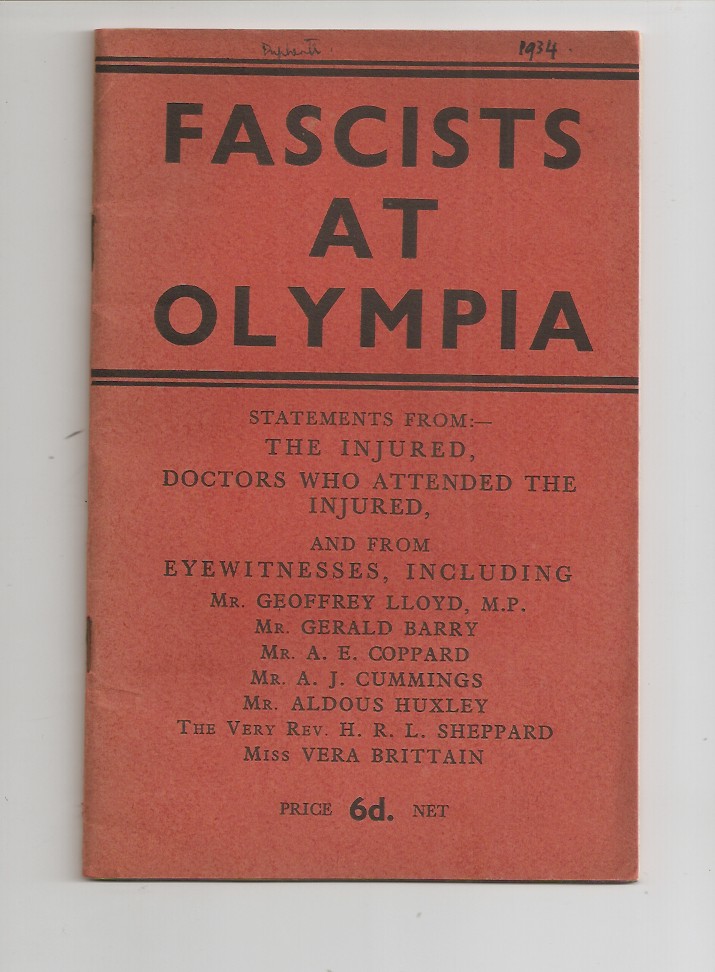 1934.
FASCISTS
AT
OLYMPIA
STATEMENTS FROM:—
THE INJURED,
DOCTORS WHO ATTENDED THE
INJURED,
AND FROM
EYEWITNESSES, INCLUDING
MR. GEOFFREY LLOYD, M.P.
MR. GERALD BARRY
MR. A. E. COPPARD
MR. A. J. CUMMINGS
MR. ALDOUS HUXLEY
THE VERY REV. H. R. L. SHEPPARD
MISS VERA BRITTAIN
PRICE 6d. NET